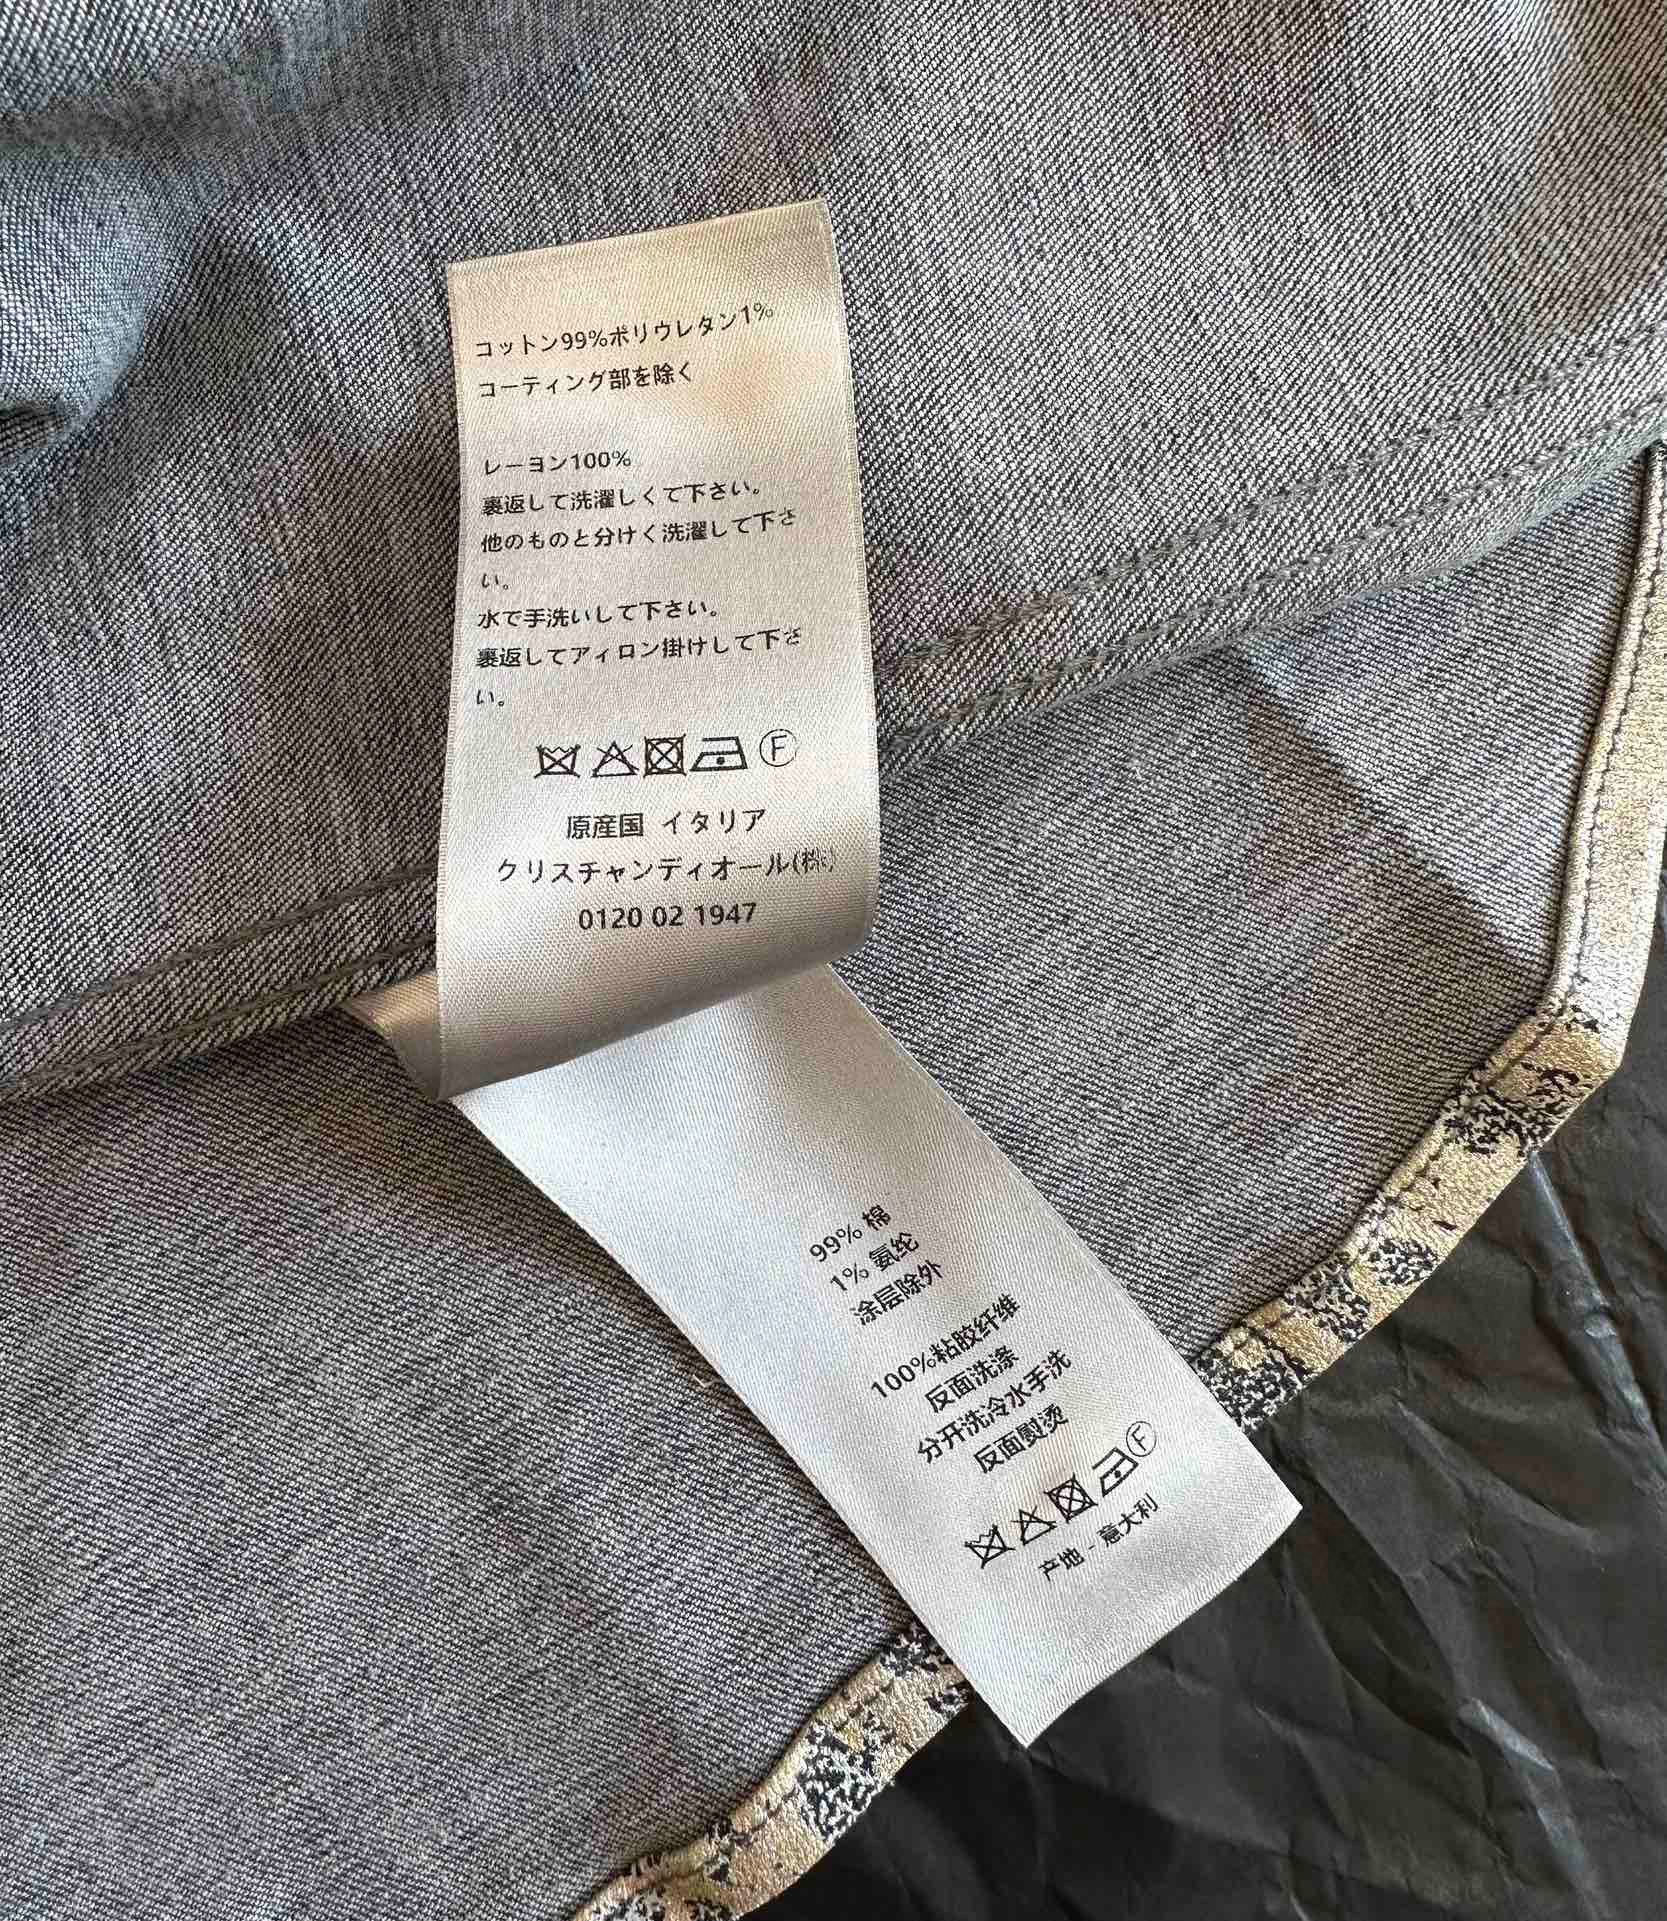 コットン99%ポリウレタン1%
コーティング部を除く
レーヨン100%
裏返して洗濯しくて下さい。
他のものと分けく洗濯して下さ
い。
水で手洗いして下さい。
裏返してアィロン掛けして下さ
い。
F
原産国 イタリア
クリスチャンディオール(株)
0120 02 1947
99% 棉
1% 氨纶
涂层除外
100%粘胶纤维
反面洗涤
分开洗冷水手洗
反面熨烫
F
产地 - 意大利